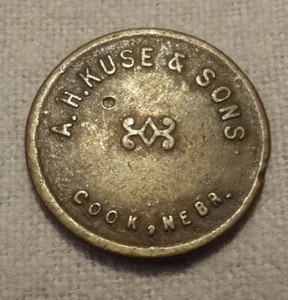 A.H.KUSE & SONS
COOK, NEBR.